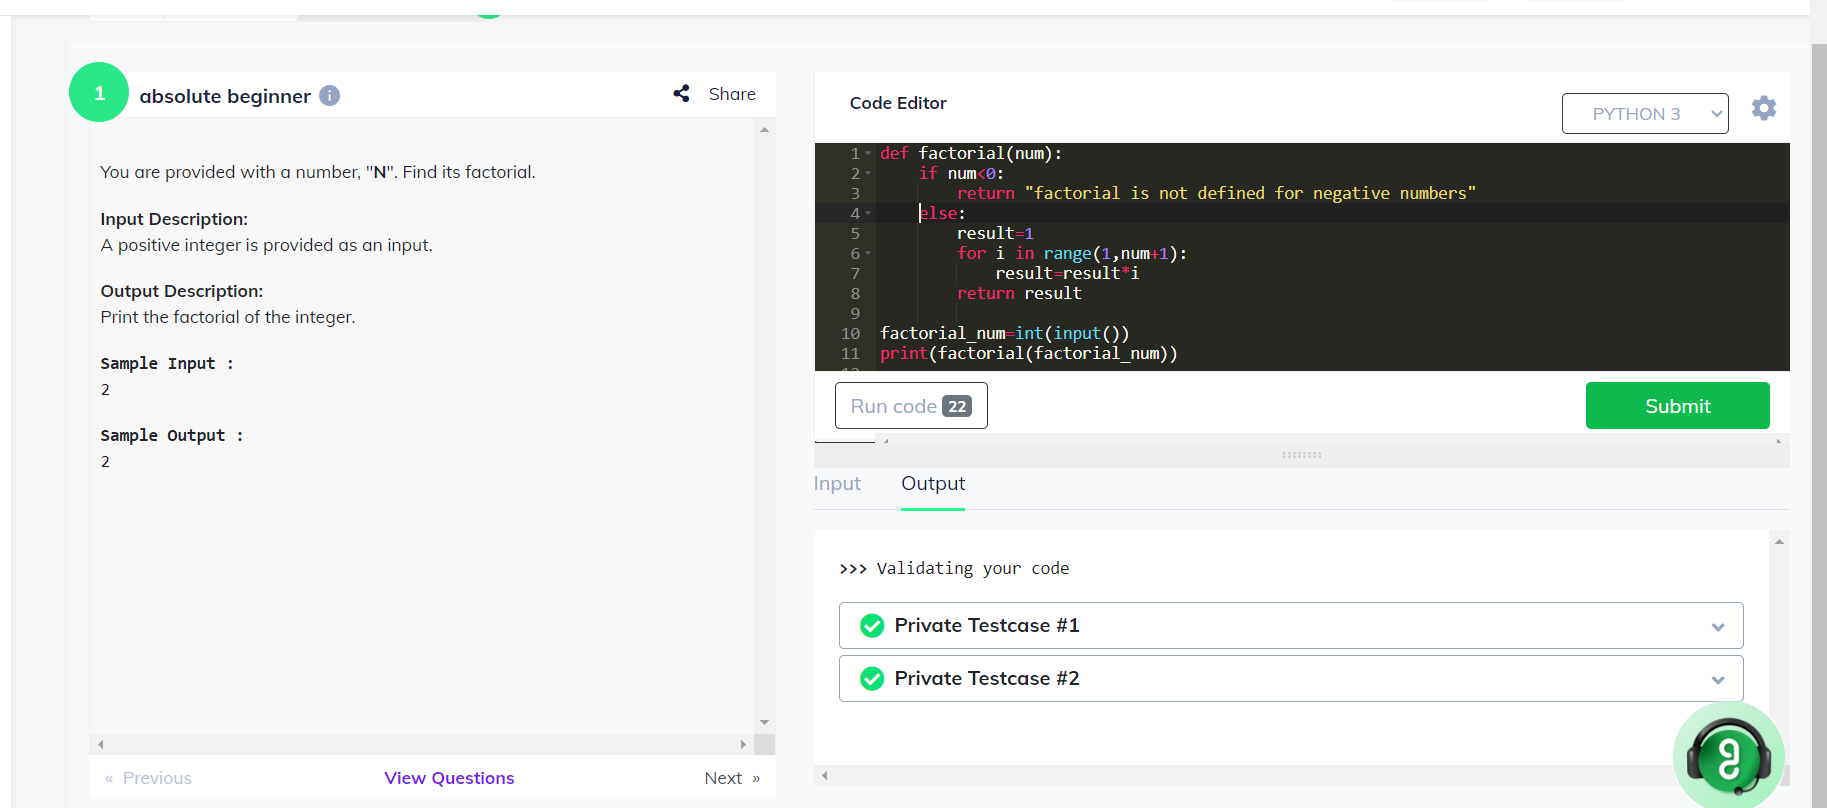 1
absolute beginner
Share
You are provided with a number, "N". Find its factorial.
Input Description:
A positive integer is provided as an input.
Output Description:
Print the factorial of the integer.
Sample Input :
2
Sample Output :
2
« Previous
View Questions
Next »
Code Editor
PYTHON 3
1 def factorial(num):
2     if num<0:
3         return "factorial is not defined for negative numbers"
4     else:
5         result=1
6         for i in range(1,num+1):
7             result=result*i
8         return result
9
10 factorial_num=int(input())
11 print(factorial(factorial_num))
Run code 22
Submit
Input
Output
>>> Validating your code
Private Testcase #1
Private Testcase #2